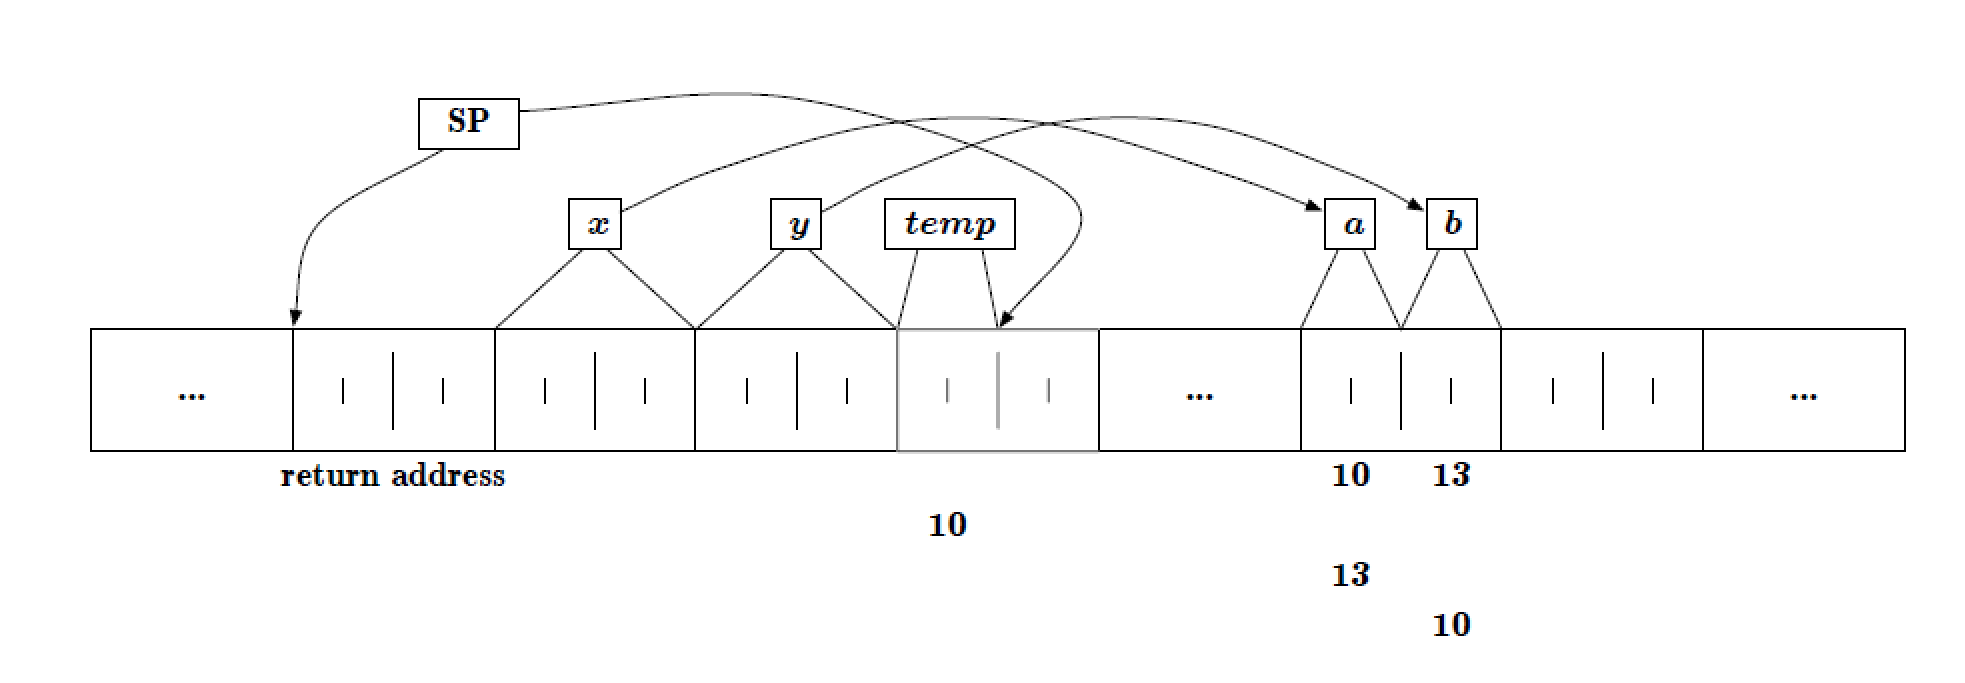 SP
x y temp a b
... ... ...
return address 10 13
10
13
10